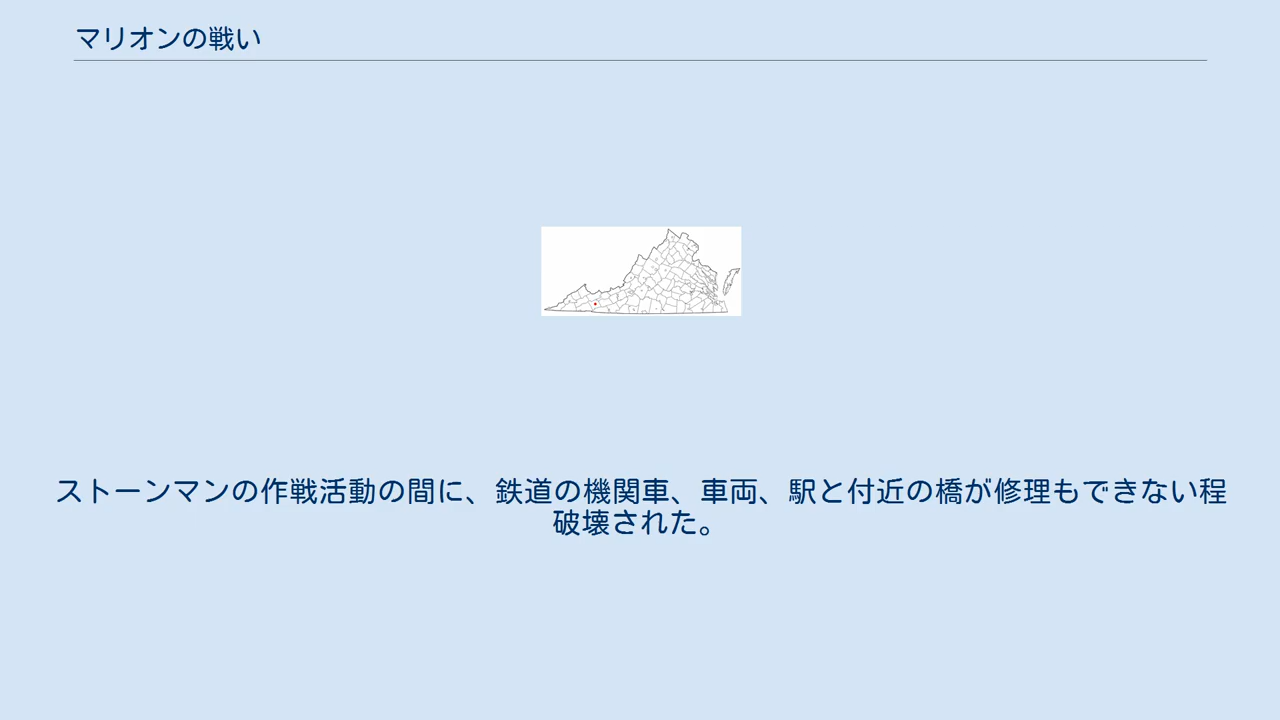 マリオンの戦い
ストーンマンの作戦活動の間に、鉄道の機関車、車両、駅と付近の橋が修理もできない程
破壊された。